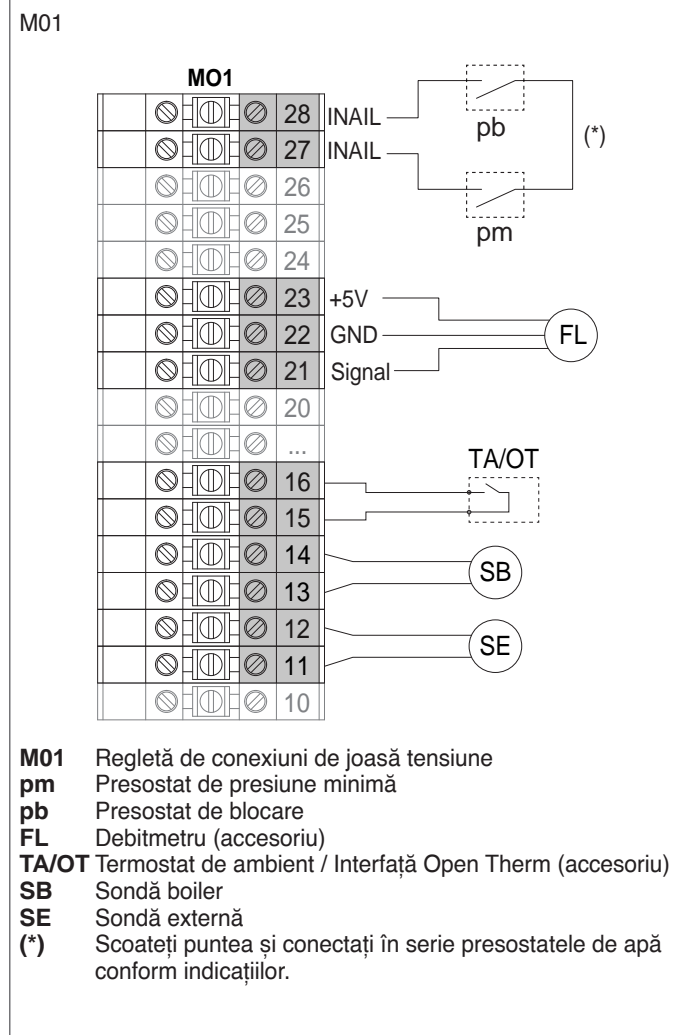 M01
MO1
28 INAIL
pb
(*)
27 INAIL
26
pm
25
24
23 +5V
22 GND FL
21 Signal
20
...
TA/OT
16
15
14
SB
13
12
SE
11
10
M01 Regletă de conexiuni de joasă tensiune
pm Presostat de presiune minimă
pb Presostat de blocare
FL Debitmetru (accesoriu)
TA/OT Termostat de ambient / Interfață Open Therm (accesoriu)
SB Sondă boiler
SE Sondă externă
(*) Scoateți puntea și conectați în serie presostatele de apă
conform indicațiilor.